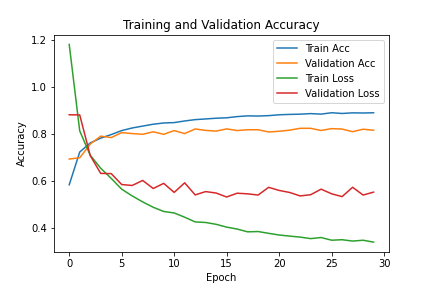 Training and Validation Accuracy
1.2
1.0
0.8
0.6
0.4
Accuracy
Train Acc
Validation Acc
Train Loss
Validation Loss
0 5 10 15 20 25 30
Epoch